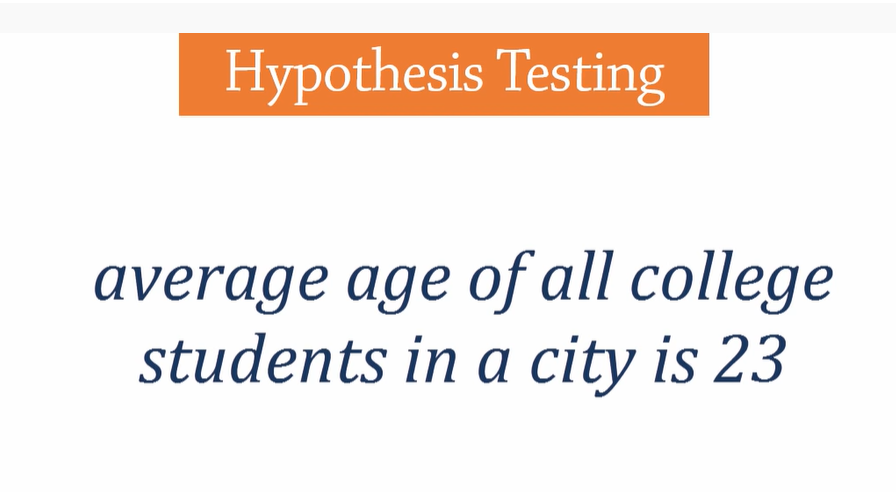 Hypothesis Testing
average age of all college
students in a city is 23